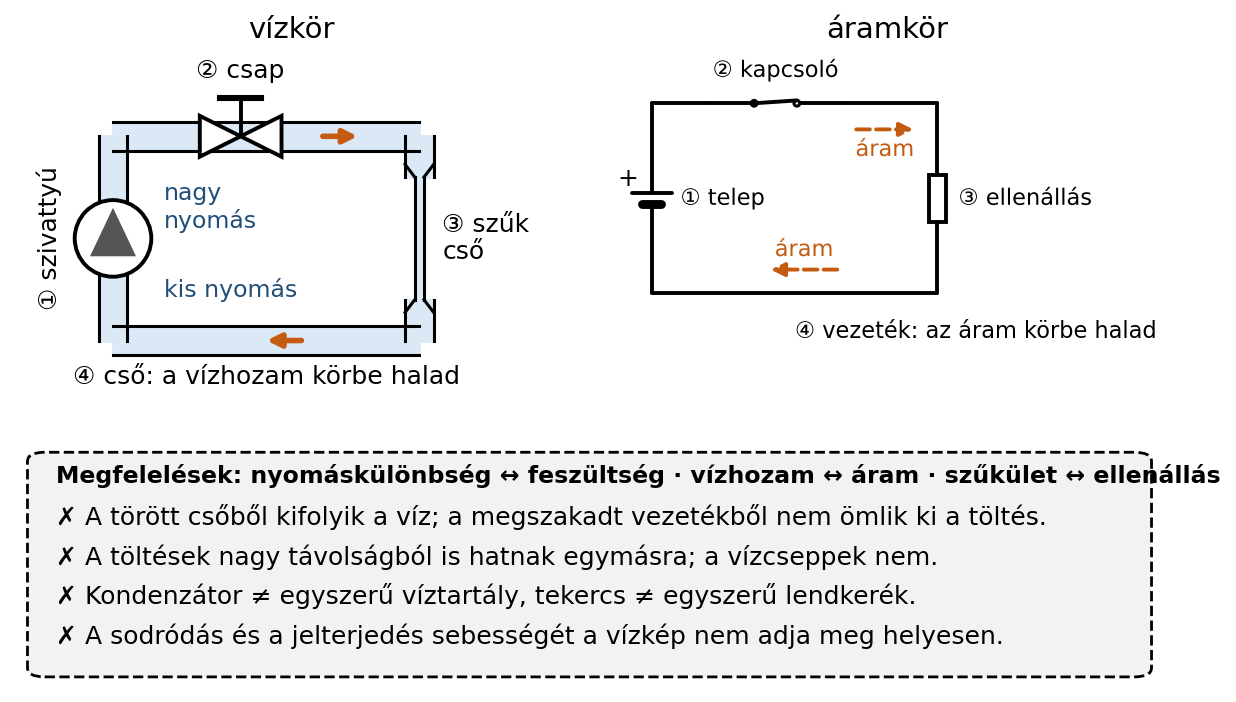 vízkör
② csap
① szivattyú
nagy
nyomás
kis nyomás
③ szűk
cső
④ cső: a vízhozam körbe halad
áramkör
② kapcsoló
áram
+
① telep
③ ellenállás
áram
④ vezeték: az áram körbe halad
Megfelelések: nyomáskülönbség ↔ feszültség · vízhozam ↔ áram · szűkület ↔ ellenállás
✗ A törött csőből kifolyik a víz; a megszakadt vezetékből nem ömlik ki a töltés.
✗ A töltések nagy távolságból is hatnak egymásra; a vízcseppek nem.
✗ Kondenzátor ≠ egyszerű víztartály, tekercs ≠ egyszerű lendkerék.
✗ A sodródás és a jelterjedés sebességét a vízkép nem adja meg helyesen.